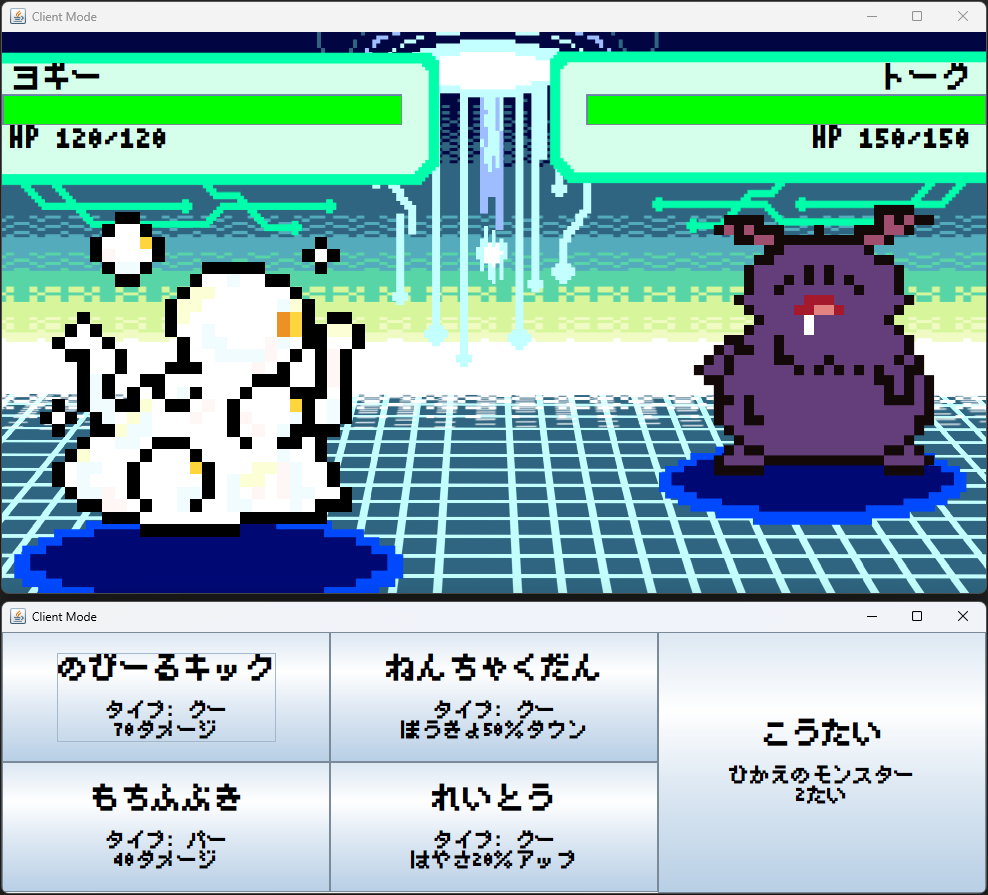 Client Mode
ヨギー
HP 120/120
トーク
HP 150/150
Client Mode
のびーるキック
タイプ: グー
70ダメージ
ねんちゃくだん
タイプ: グー
ぼうぎょ50%ダウン
こうたい
ひかえのモンスター
2たい
もちふぶき
タイプ: パー
40ダメージ
れいとう
タイプ: グー
はやさ20%アップ